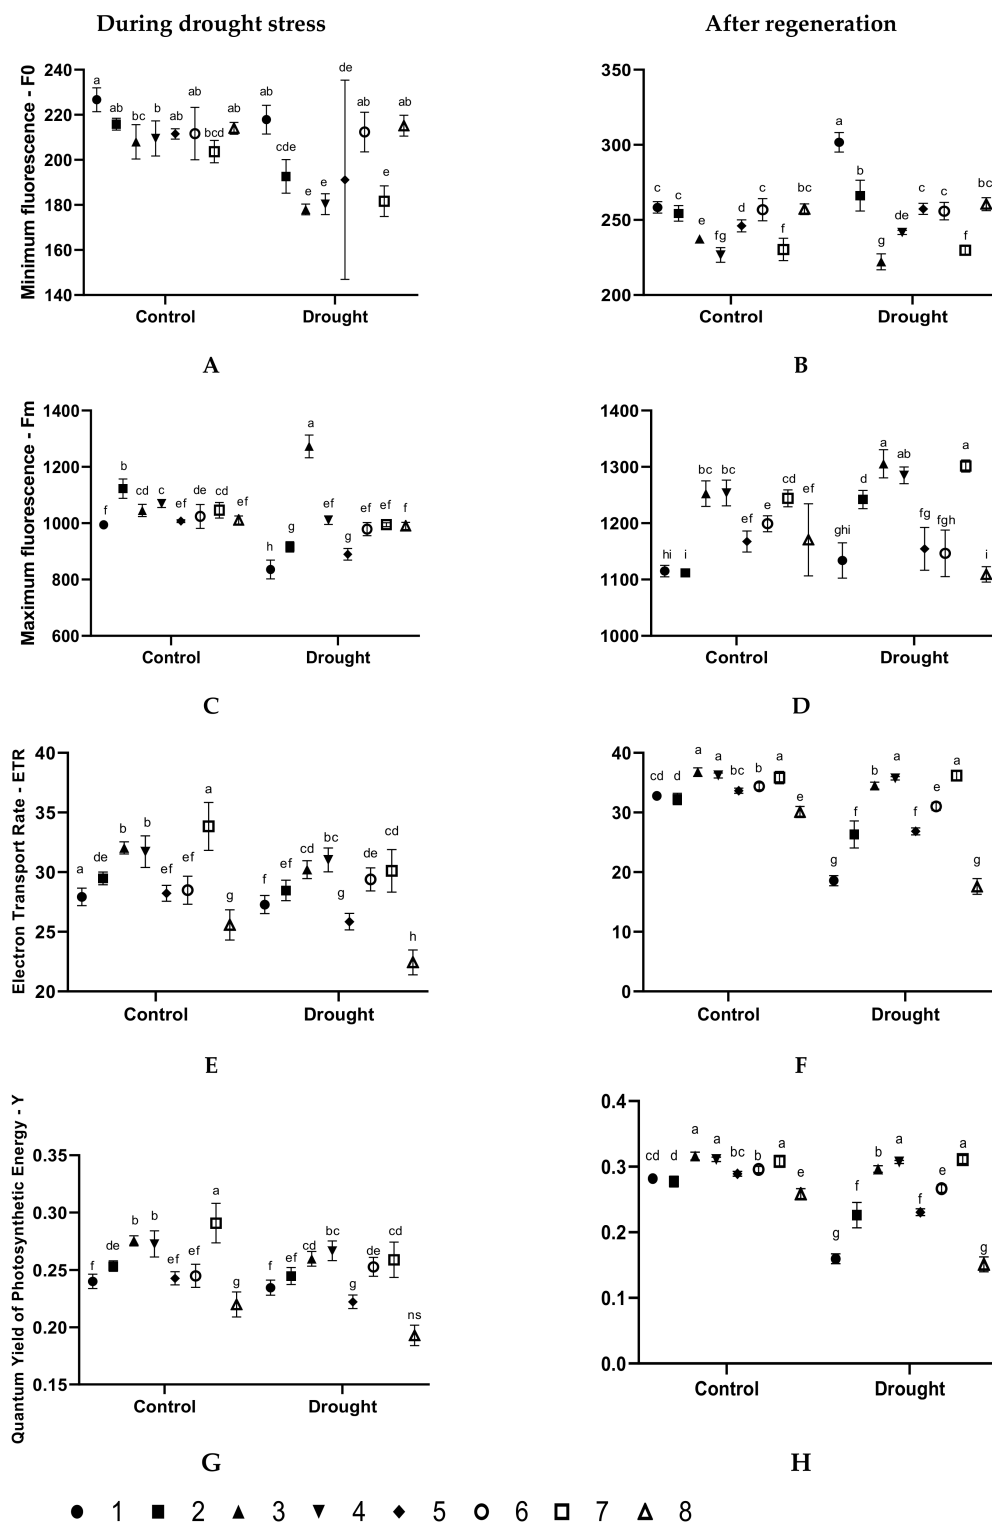 During drought stress
After regeneration
Minimum fluorescence - F0
240
220
200
180
160
140
a
ab
bc
b
ab
ab
bcd
ab
ab
cde
e
e
de
ab
e
ab
Control
Drought
A
350
300
250
200
c
c
e
fg
d
c
f
bc
a
b
g
de
c
c
f
bc
Control
Drought
B
Maximum fluorescence - Fm
1400
1200
1000
800
600
f
b
cd
c
ef
de
cd
ef
h
g
a
ef
g
ef
ef
f
Control
Drought
C
1400
1300
1200
1100
1000
hi
i
bc
bc
ef
e
cd
ef
ghi
d
a
ab
fg
fgh
a
i
Control
Drought
D
Electron Transport Rate - ETR
40
35
30
25
20
a
de
b
b
ef
ef
a
g
f
ef
cd
bc
g
de
cd
h
Control
Drought
E
40
30
20
10
0
cd
d
a
a
bc
b
a
e
g
f
b
a
f
e
a
g
Control
Drought
F
Quantum Yield of Photosynthetic Energy - Y
0.35
0.30
0.25
0.20
0.15
f
de
b
b
ef
ef
a
g
f
ef
cd
bc
g
de
cd
ns
Control
Drought
G
0.4
0.3
0.2
0.1
0.0
cd
d
a
a
bc
b
a
e
g
f
b
a
f
e
a
g
Control
Drought
H
1 2 3 4 5 6 7 8